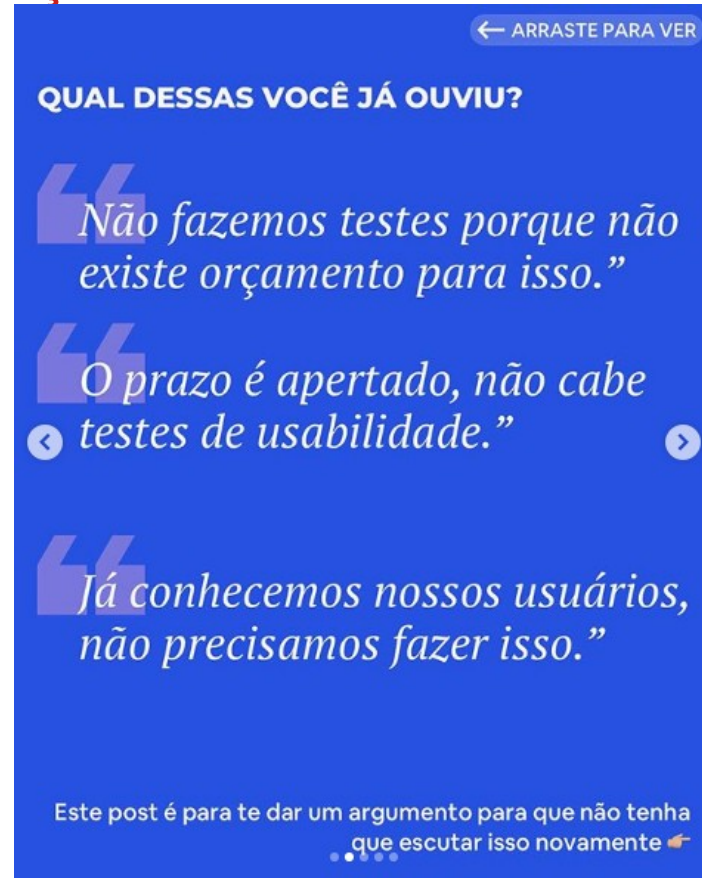 ← ARRASTE PARA VER
QUAL DESSAS VOCÊ JÁ OUVIU?
“Não fazemos testes porque não
existe orçamento para isso.”
“O prazo é apertado, não cabe
testes de usabilidade.”
“Já conhecemos nossos usuários,
não precisamos fazer isso.”
Este post é para te dar um argumento para que não tenha
que escutar isso novamente 👉🏼